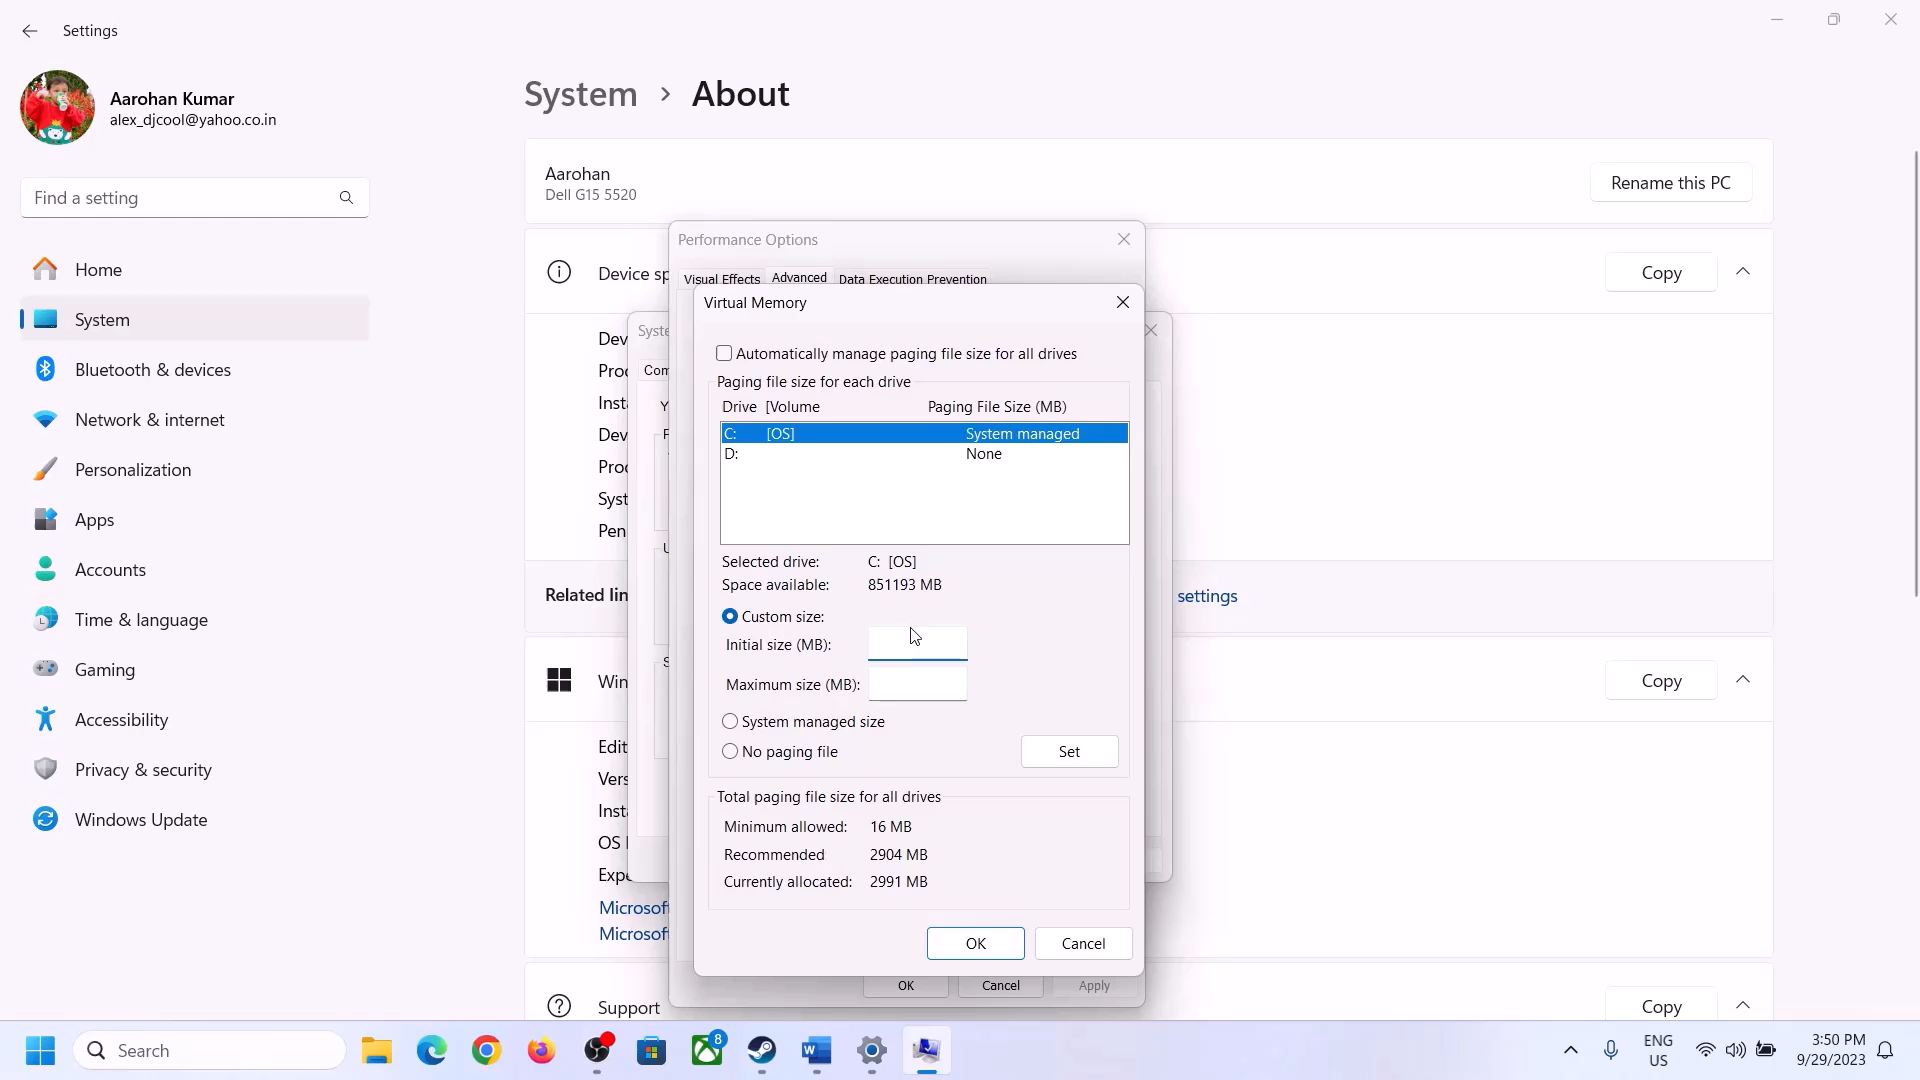 Settings
Aarohan Kumar
alex_djcool@yahoo.co.in
Find a setting
Home
System
Bluetooth & devices
Network & internet
Personalization
Apps
Accounts
Time & language
Gaming
Accessibility
Privacy & security
Windows Update
System > About
Aarohan
Dell G15 5520
Rename this PC
Device sp
Copy
Dev
Proc
Insta
Dev
Proc
Syst
Pen
Related lin
settings
Win
Copy
Edit
Vers
Insta
OS
Expe
Microsof
Microsof
Support
Copy
Syste
Com
Performance Options
Visual Effects Advanced Data Execution Prevention
Virtual Memory
Automatically manage paging file size for all drives
Paging file size for each drive
Drive [Volume Paging File Size (MB)
C: [OS] System managed
D: None
Selected drive: C: [OS]
Space available: 851193 MB
Custom size:
Initial size (MB):
Maximum size (MB):
System managed size
No paging file
Set
Total paging file size for all drives
Minimum allowed: 16 MB
Recommended 2904 MB
Currently allocated: 2991 MB
OK Cancel
OK Cancel Apply
Search
8
ENG
US
3:50 PM
9/29/2023